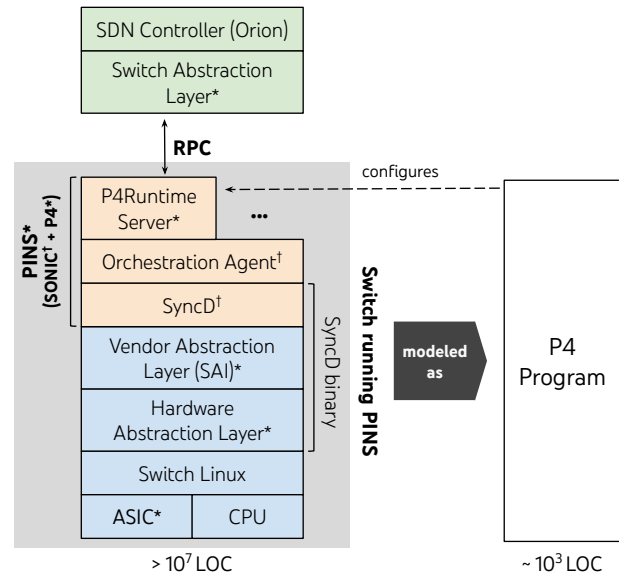 SDN Controller (Orion)
Switch Abstraction
Layer*
RPC
configures
PINS*
(SONIC† + P4*)
P4Runtime
Server*
...
Orchestration Agent†
SyncD†
Vendor Abstraction
Layer (SAI)*
Hardware
Abstraction Layer*
Switch Linux
ASIC*
CPU
SyncD binary
Switch running PINS
modeled
as
P4
Program
> 10⁷ LOC
~ 10³ LOC